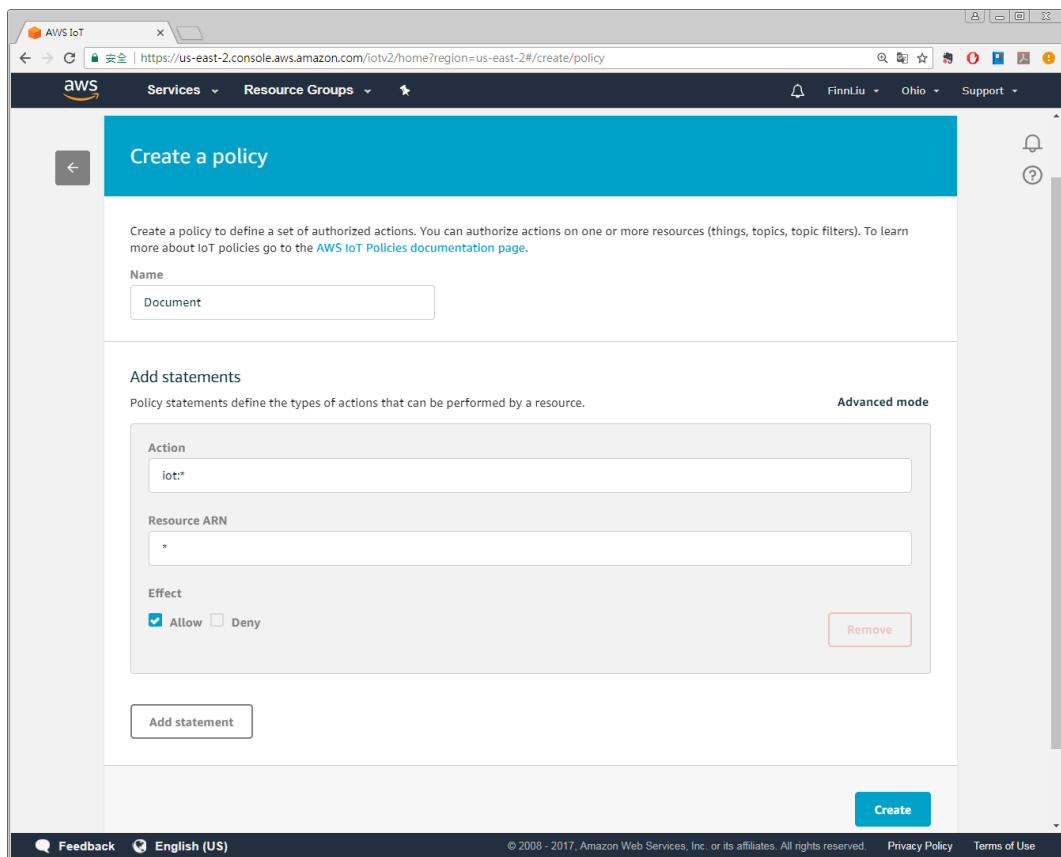 AWS IoT
安全 | https://us-east-2.console.aws.amazon.com/iotv2/home?region=us-east-2#/create/policy
aws Services Resource Groups FinnLiu Ohio Support
Create a policy
Create a policy to define a set of authorized actions. You can authorize actions on one or more resources (things, topics, topic filters). To learn
more about IoT policies go to the AWS IoT Policies documentation page.
Name
Document
Add statements
Policy statements define the types of actions that can be performed by a resource. Advanced mode
Action
iot:*
Resource ARN
*
Effect
Allow Deny
Remove
Add statement
Create
Feedback English (US) © 2008 - 2017, Amazon Web Services, Inc. or its affiliates. All rights reserved. Privacy Policy Terms of Use